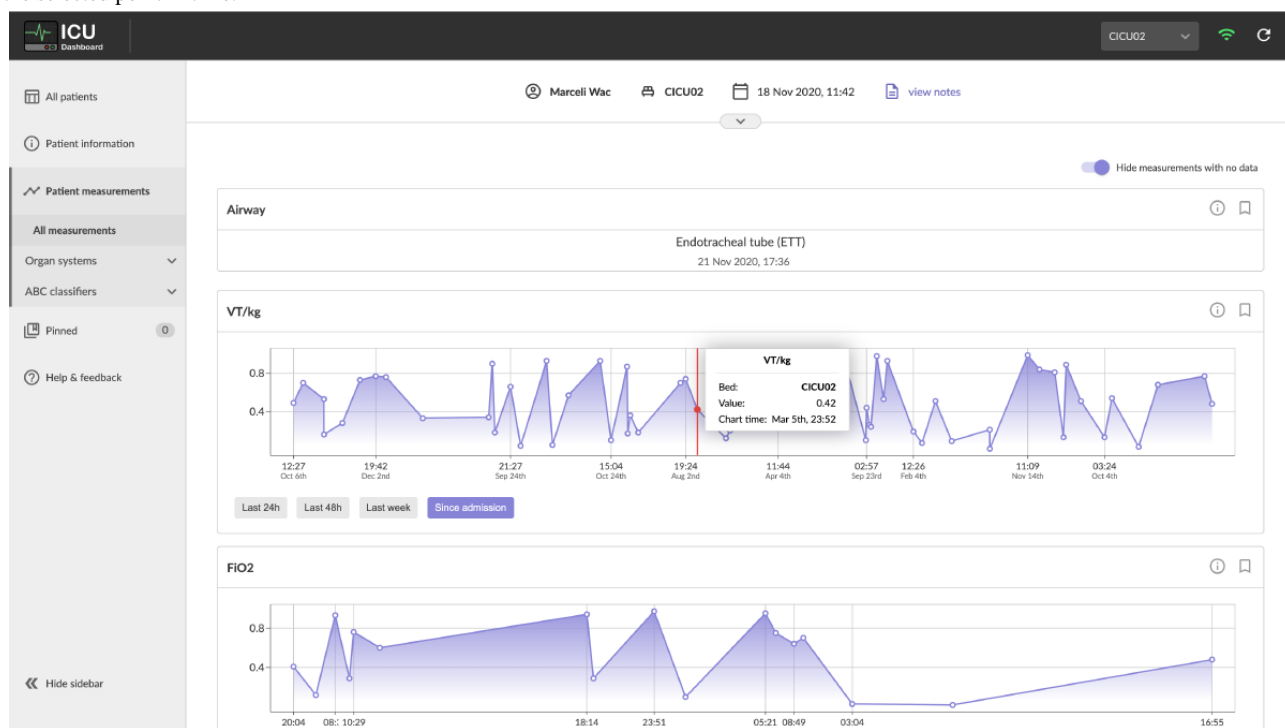 ICU
Dashboard
CICU02
All patients
Marceli Wac CICU02 18 Nov 2020, 11:42 view notes
Patient information
Hide measurements with no data
Patient measurements
Airway
All measurements
Endotracheal tube (ETT)
Organ systems
21 Nov 2020, 17:36
ABC classifiers
VT/kg
Pinned 0
Help & feedback
VT/kg
Bed: CICU02
Value: 0.42
Chart time: Mar 5th, 23:52
0.8
0.4
12:27 19:42 21:27 15:04 19:24 11:44 02:57 12:26 11:09 03:24
Oct 6th Dec 2nd Sep 24th Oct 24th Aug 2nd Apr 4th Sep 23rd Feb 4th Nov 14th Oct 4th
Last 24h Last 48h Last week Since admission
FiO2
0.8
0.4
Hide sidebar
20:04 08: 10:29 18:14 23:51 05:21 08:49 03:04 16:55